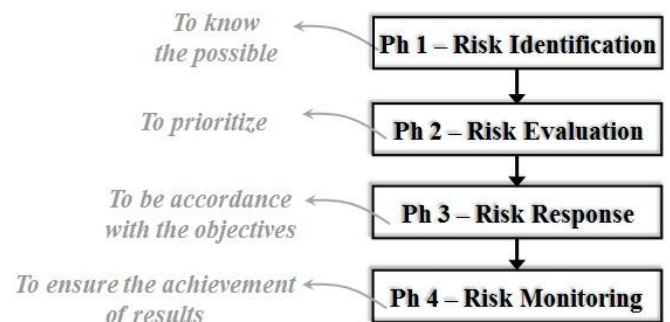 To know
the possible
Ph 1 – Risk Identification
To prioritize
Ph 2 – Risk Evaluation
To be accordance
with the objectives
Ph 3 – Risk Response
To ensure the achievement
of results
Ph 4 – Risk Monitoring